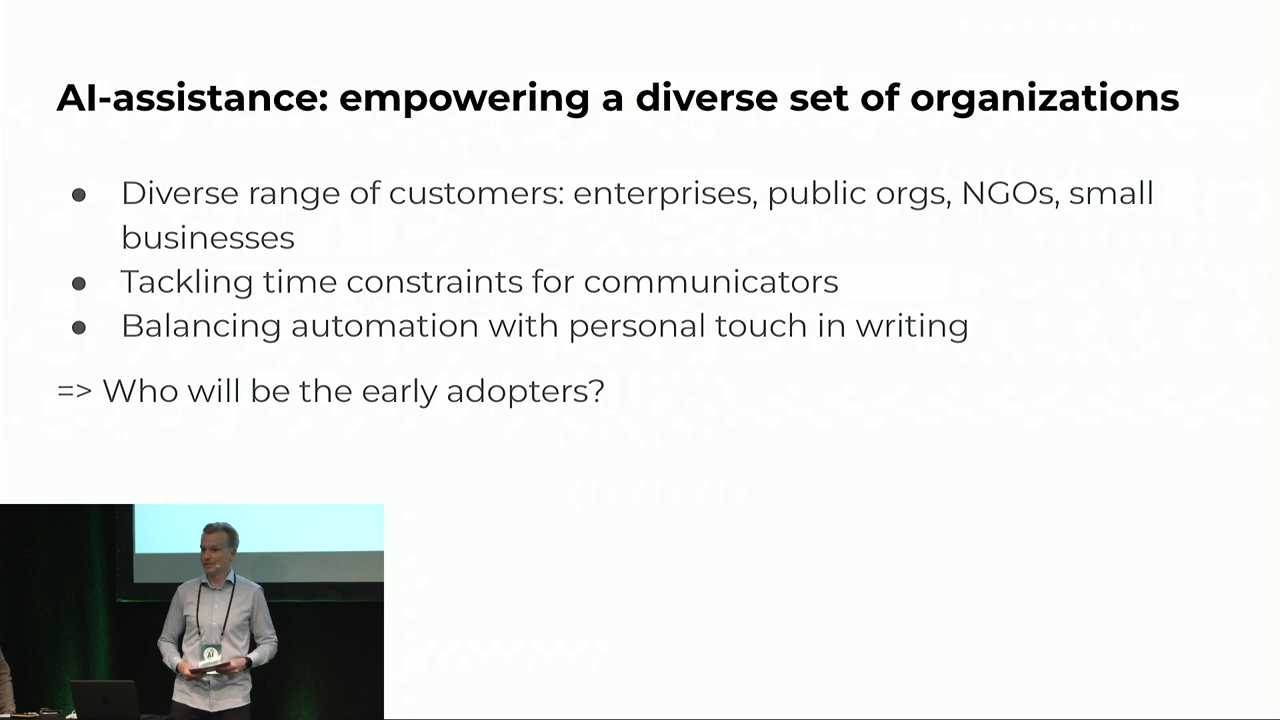 AI-assistance: empowering a diverse set of organizations
● Diverse range of customers: enterprises, public orgs, NGOs, small
businesses
● Tackling time constraints for communicators
● Balancing automation with personal touch in writing
=> Who will be the early adopters?
AI